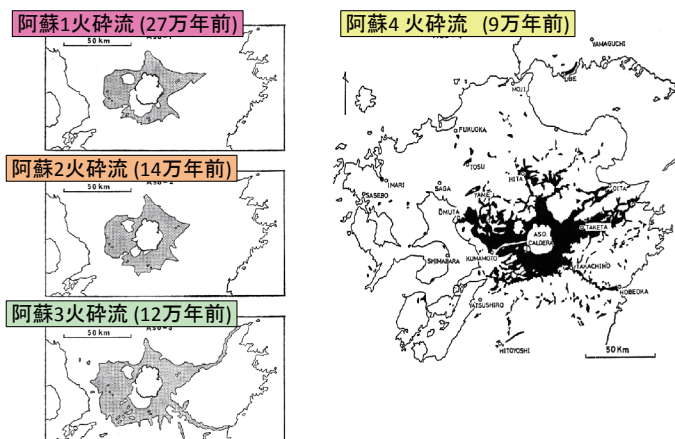 阿蘇1火砕流 (27万年前)
50 KM
阿蘇2火砕流 (14万年前)
50 KM
阿蘇3火砕流 (12万年前)
50 KM
阿蘇4 火砕流 (9万年前)
YAMAGUCHI
UBE
MOJI
FUKUOKA
TOSU
HITA
IMARI
SAGA
YAME
OITA
SASEBO
OMUTA
ASO
CALDERA
TAKETA
SHIMABARA
KUMAMOTO
TAKACHIHO
NOBEOKA
YATSUSHIRO
HITOYOSHI
50 Km